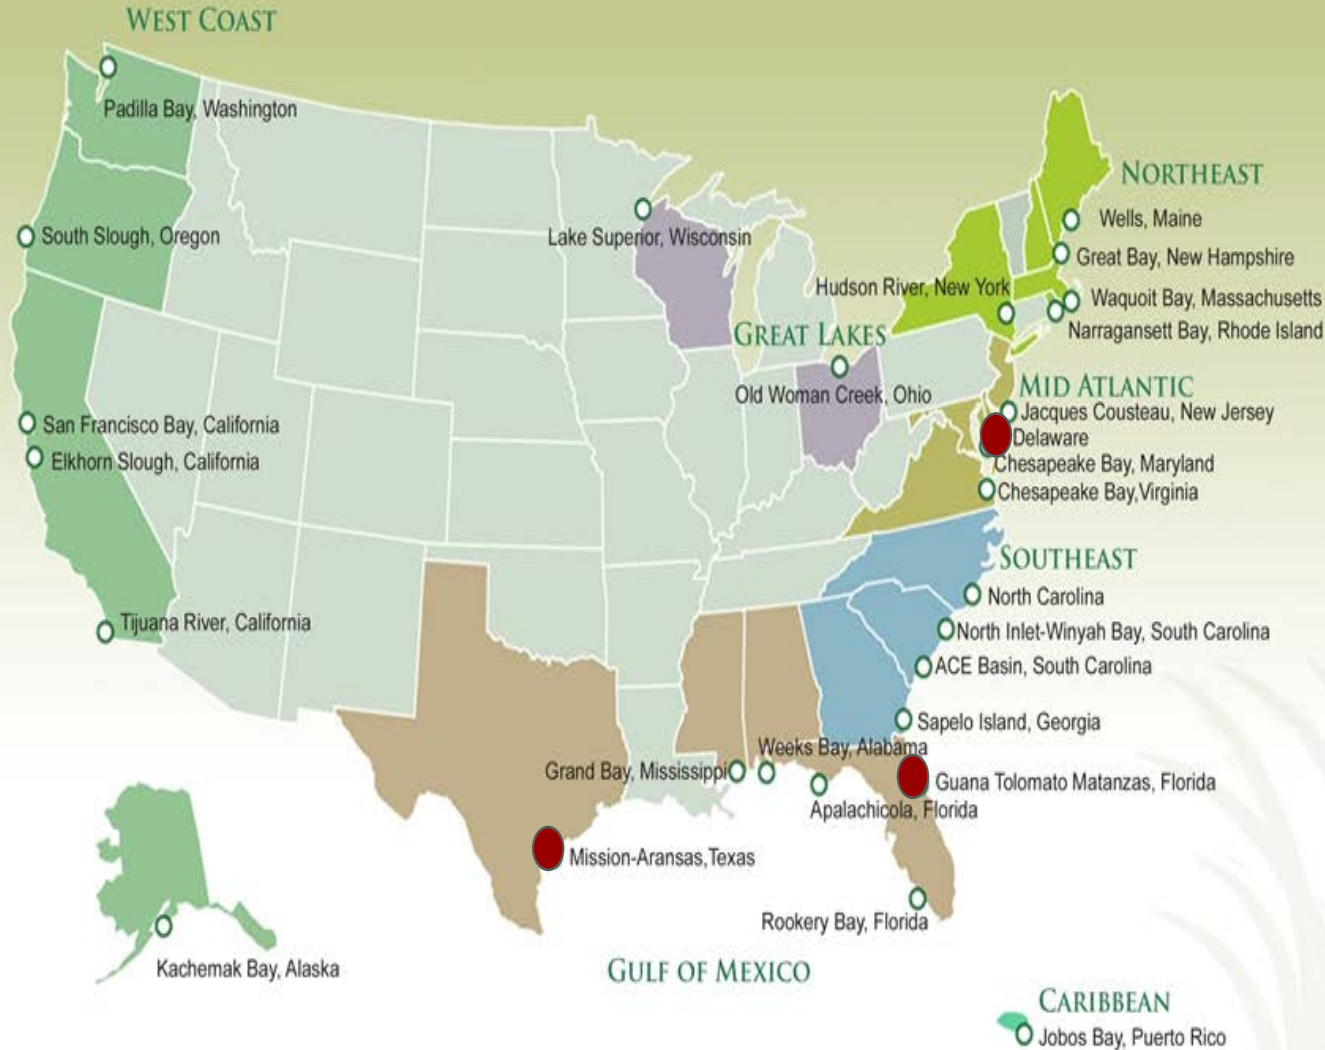 WEST COAST
Padilla Bay, Washington
South Slough, Oregon
San Francisco Bay, California
Elkhorn Slough, California
Tijuana River, California
Kachemak Bay, Alaska
Lake Superior, Wisconsin
GREAT LAKES
Old Woman Creek, Ohio
NORTHEAST
Wells, Maine
Great Bay, New Hampshire
Hudson River, New York
Waquoit Bay, Massachusetts
Narragansett Bay, Rhode Island
MID ATLANTIC
Jacques Cousteau, New Jersey
Delaware
Chesapeake Bay, Maryland
Chesapeake Bay,Virginia
SOUTHEAST
North Carolina
North Inlet-Winyah Bay, South Carolina
ACE Basin, South Carolina
Sapelo Island, Georgia
Weeks Bay, Alabama
Grand Bay, Mississippi
Guana Tolomato Matanzas, Florida
Apalachicola, Florida
Mission-Aransas,Texas
Rookery Bay, Florida
GULF OF MEXICO
CARIBBEAN
Jobos Bay, Puerto Rico